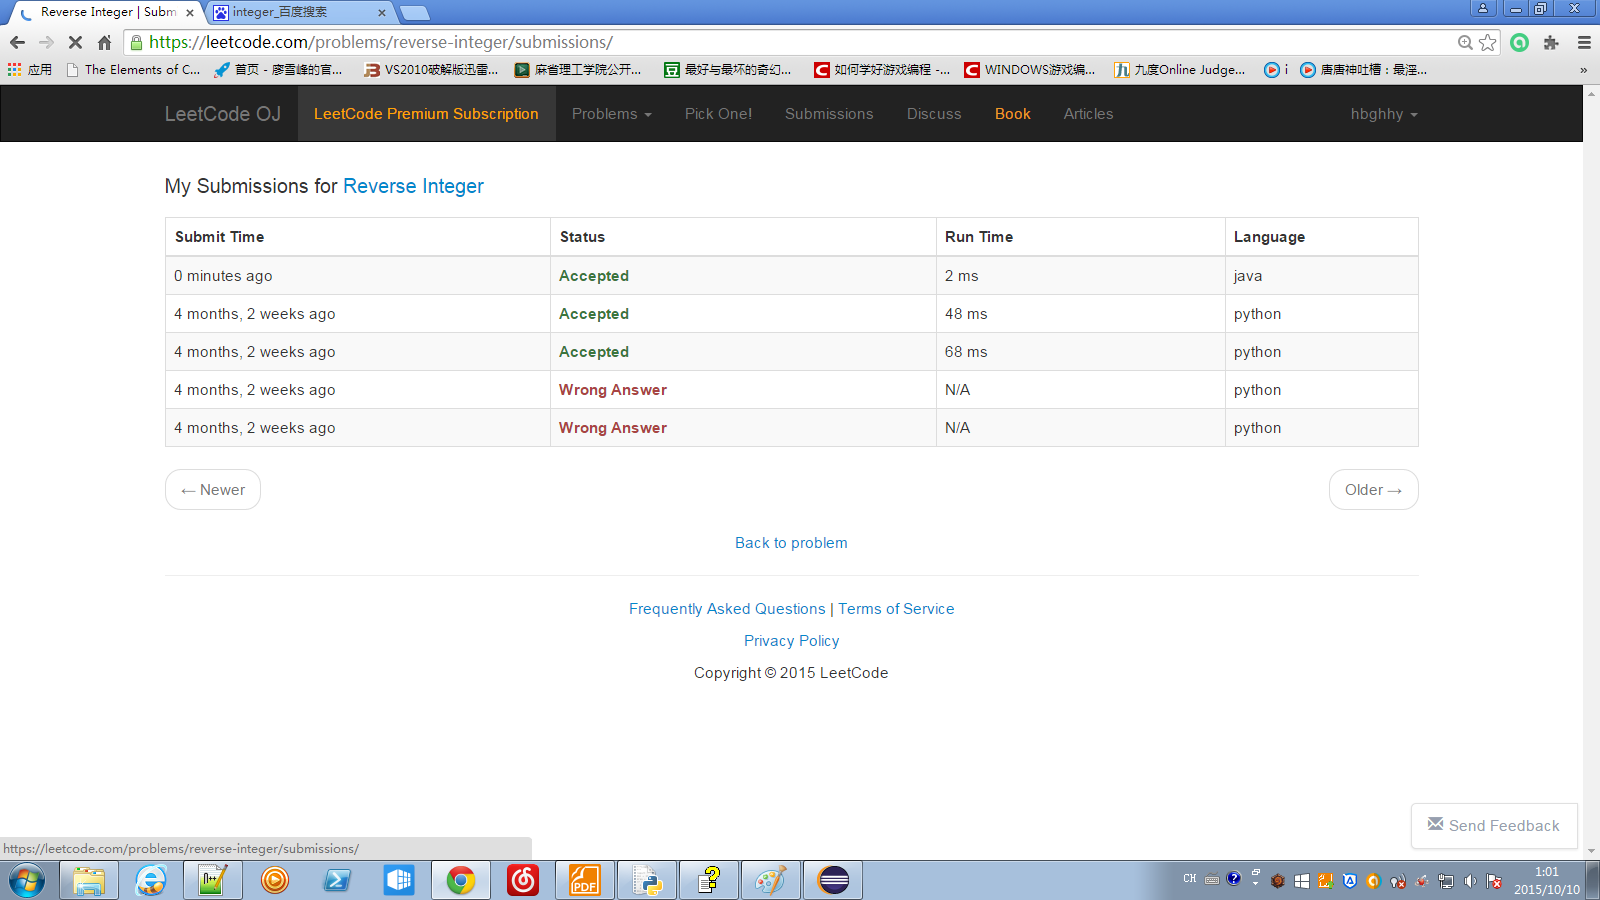 Reverse Integer | Subm
integer_百度搜索
https://leetcode.com/problems/reverse-integer/submissions/
应用 The Elements of C... 首页 - 廖雪峰的官... VS2010破解版迅雷... 麻省理工学院公开... 最好与最坏的奇幻... 如何学好游戏编程 -... WINDOWS游戏编... 九度Online Judge... i 唐唐神吐槽：最淫... »
LeetCode OJ LeetCode Premium Subscription Problems Pick One! Submissions Discuss Book Articles hbghhy
My Submissions for Reverse Integer
Submit Time Status Run Time Language
0 minutes ago Accepted 2 ms java
4 months, 2 weeks ago Accepted 48 ms python
4 months, 2 weeks ago Accepted 68 ms python
4 months, 2 weeks ago Wrong Answer N/A python
4 months, 2 weeks ago Wrong Answer N/A python
← Newer Older →
Back to problem
Frequently Asked Questions | Terms of Service
Privacy Policy
Copyright © 2015 LeetCode
Send Feedback
https://leetcode.com/problems/reverse-integer/submissions/
PDF
CH
1:01
2015/10/10